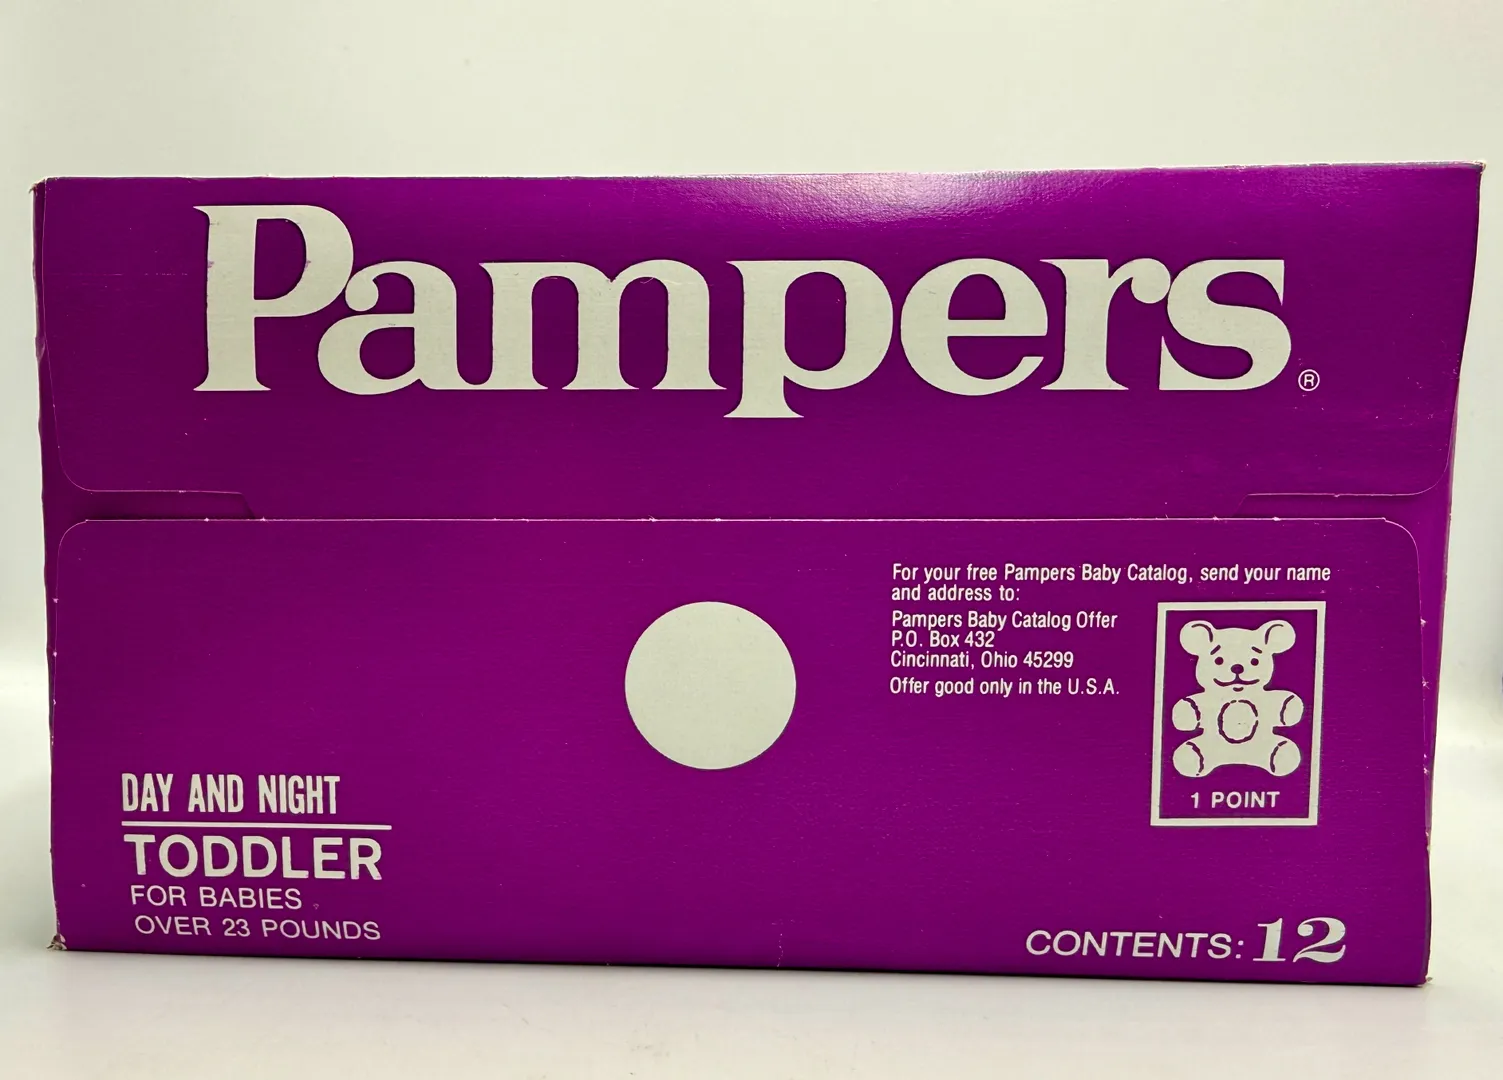 Pampers®
For your free Pampers Baby Catalog, send your name
and address to:
Pampers Baby Catalog Offer
P.O. Box 432
Cincinnati, Ohio 45299
Offer good only in the U.S.A.
1 POINT
DAY AND NIGHT
TODDLER
FOR BABIES
OVER 23 POUNDS
CONTENTS: 12